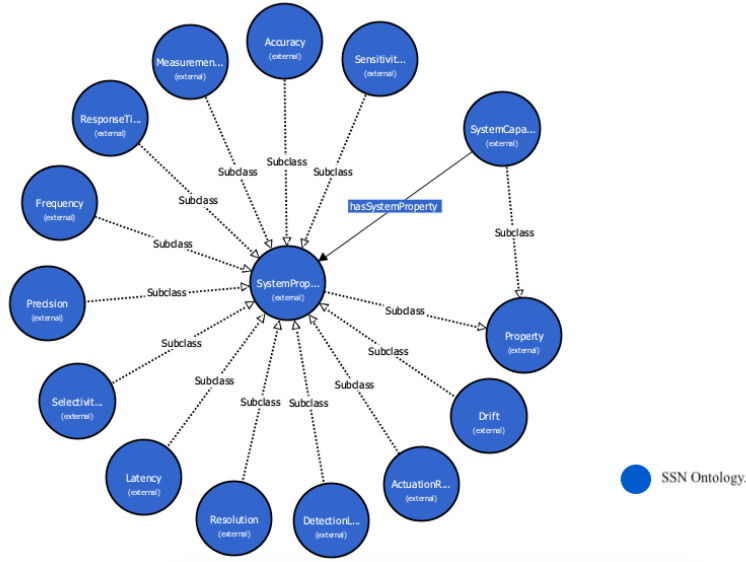 Accuracy
(external)
Measuremen...
(external)
Sensitivit...
(external)
ResponseTi...
(external)
SystemCapa...
(external)
Subclass
Subclass
Subclass
Frequency
(external)
Subclass
hasSystemProperty
Subclass
Subclass
SystemProp...
(external)
Precision
(external)
Subclass
Subclass
Property
(external)
Subclass
Subclass
Selectivit...
(external)
Subclass
Subclass
Subclass
Subclass
Drift
(external)
Latency
(external)
ActuationR...
(external)
Resolution
(external)
DetectionL...
(external)
SSN Ontology.